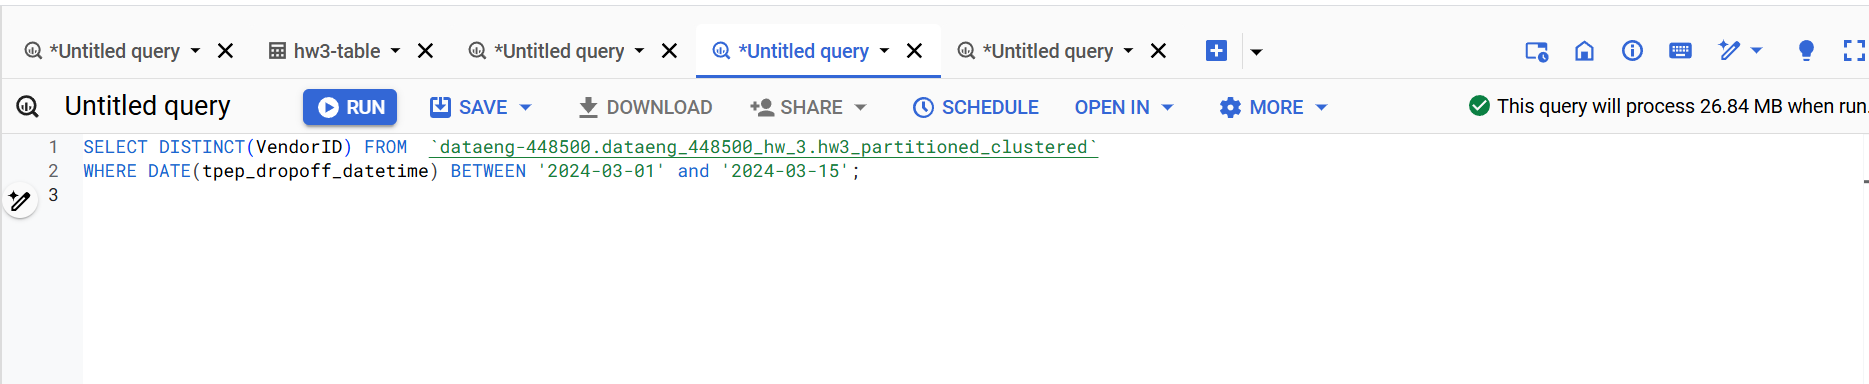 *Untitled query hw3-table *Untitled query *Untitled query *Untitled query
Untitled query RUN SAVE DOWNLOAD SHARE SCHEDULE OPEN IN MORE This query will process 26.84 MB when run.
1 SELECT DISTINCT(VendorID) FROM  `dataeng-448500.dataeng_448500_hw_3.hw3_partitioned_clustered`
2 WHERE DATE(tpep_dropoff_datetime) BETWEEN '2024-03-01' and '2024-03-15';
3